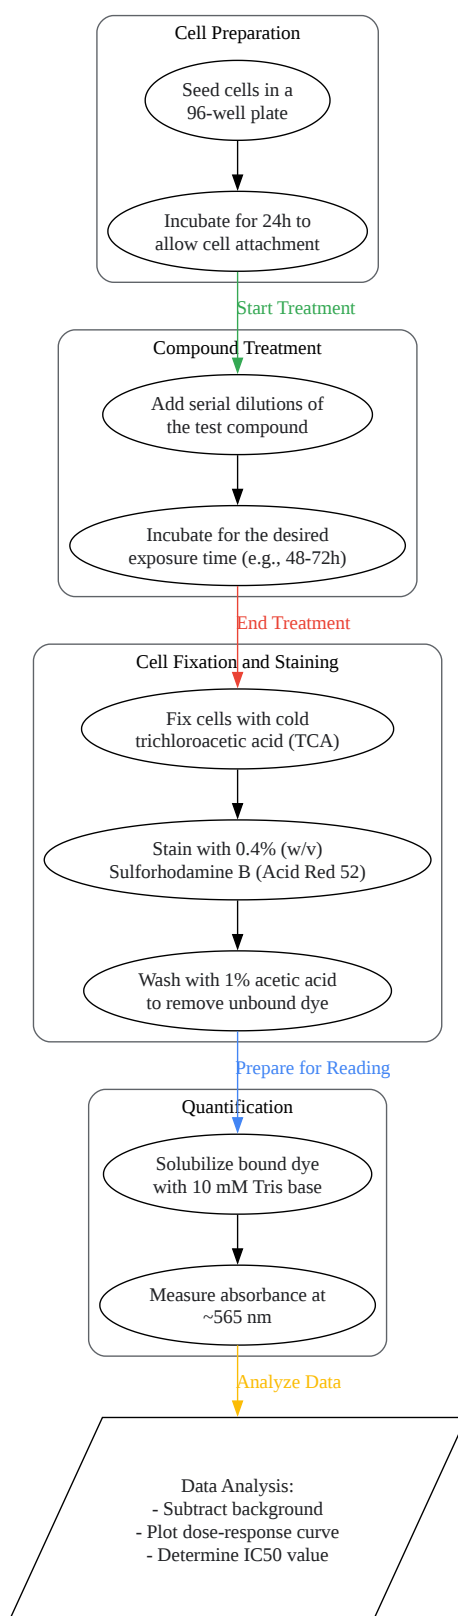 Cell Preparation
Seed cells in a
96-well plate
Incubate for 24h to
allow cell attachment
Start Treatment
Compound Treatment
Add serial dilutions of
the test compound
Incubate for the desired
exposure time (e.g., 48-72h)
End Treatment
Cell Fixation and Staining
Fix cells with cold
trichloroacetic acid (TCA)
Stain with 0.4% (w/v)
Sulforhodamine B (Acid Red 52)
Wash with 1% acetic acid
to remove unbound dye
Prepare for Reading
Quantification
Solubilize bound dye
with 10 mM Tris base
Measure absorbance at
~565 nm
Analyze Data
Data Analysis:
- Subtract background
- Plot dose-response curve
- Determine IC50 value